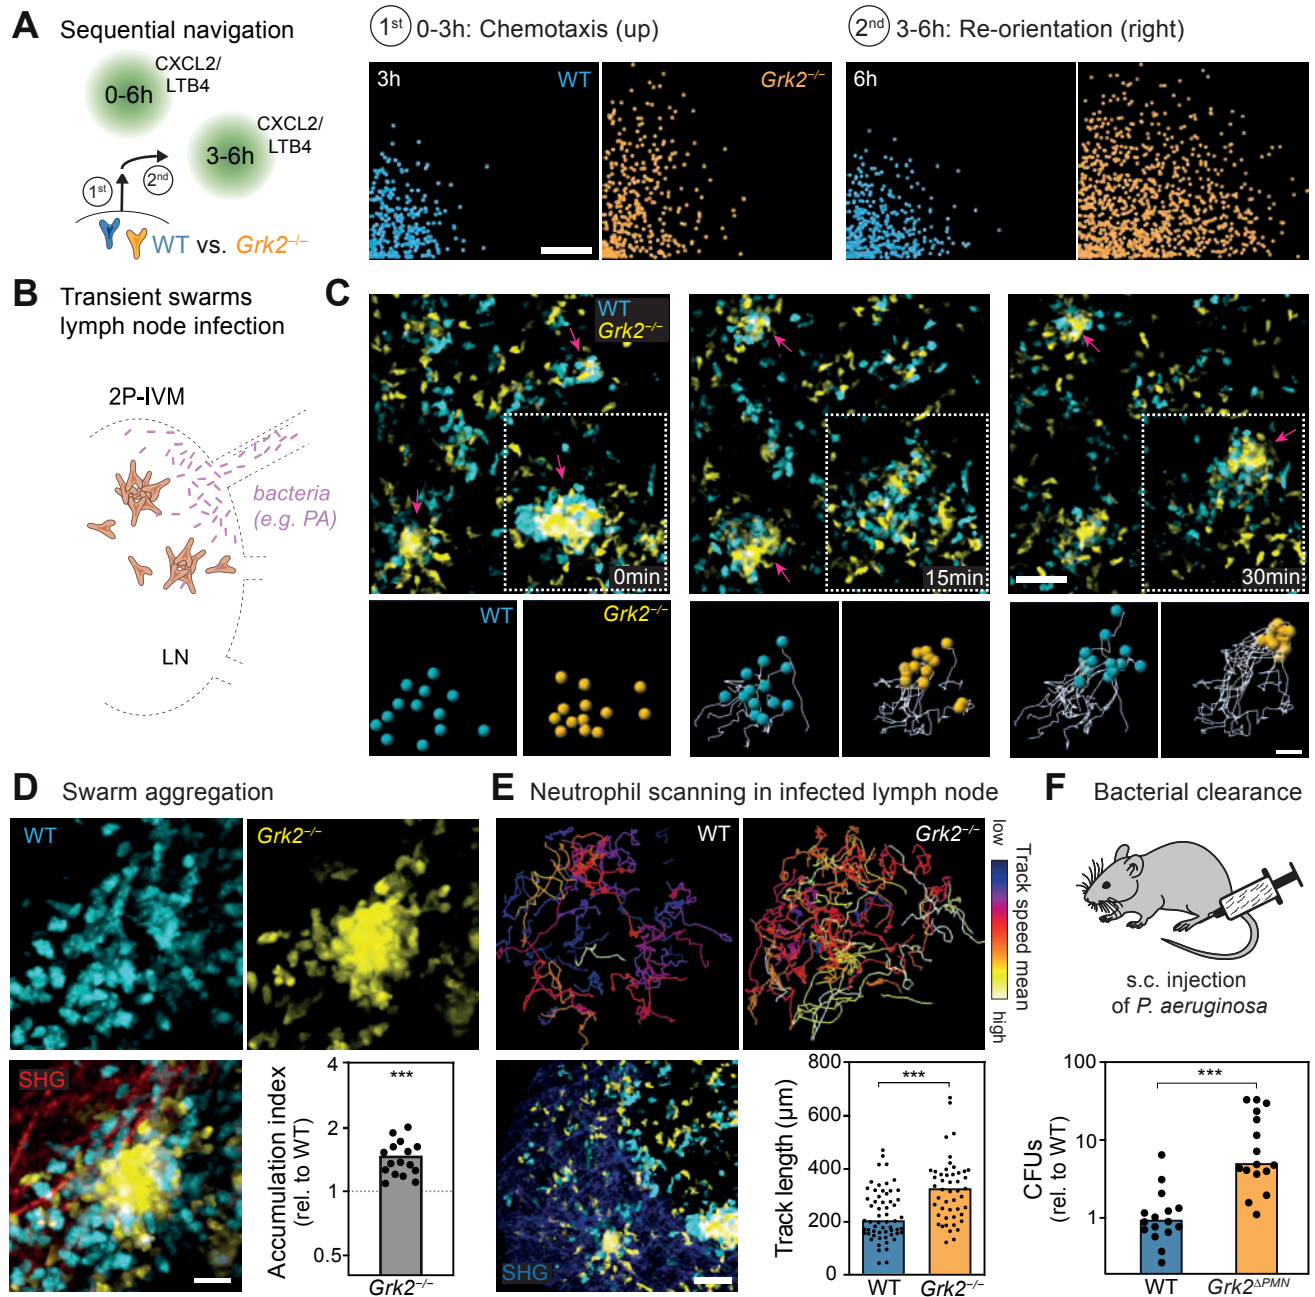 A Sequential navigation
CXCL2/
LTB4
0-6h
CXCL2/
LTB4
3-6h
1st
2nd
WT vs. Grk2–/–
1st 0-3h: Chemotaxis (up)
3h
WT
Grk2–/–
2nd 3-6h: Re-orientation (right)
6h
B Transient swarms
lymph node infection
2P-IVM
bacteria
(e.g. PA)
LN
C
WT
Grk2–/–
0min
15min
30min
WT
Grk2–/–
D Swarm aggregation
WT
Grk2–/–
SHG
Accumulation index
(rel. to WT)
4
2
1
0.5
***
Grk2–/–
E Neutrophil scanning in infected lymph node
WT
Grk2–/–
low
Track speed mean
high
SHG
Track length (µm)
800
600
400
200
0
***
WT
Grk2–/–
F Bacterial clearance
s.c. injection
of P. aeruginosa
CFUs
(rel. to WT)
100
10
1
***
WT
Grk2ΔPMN